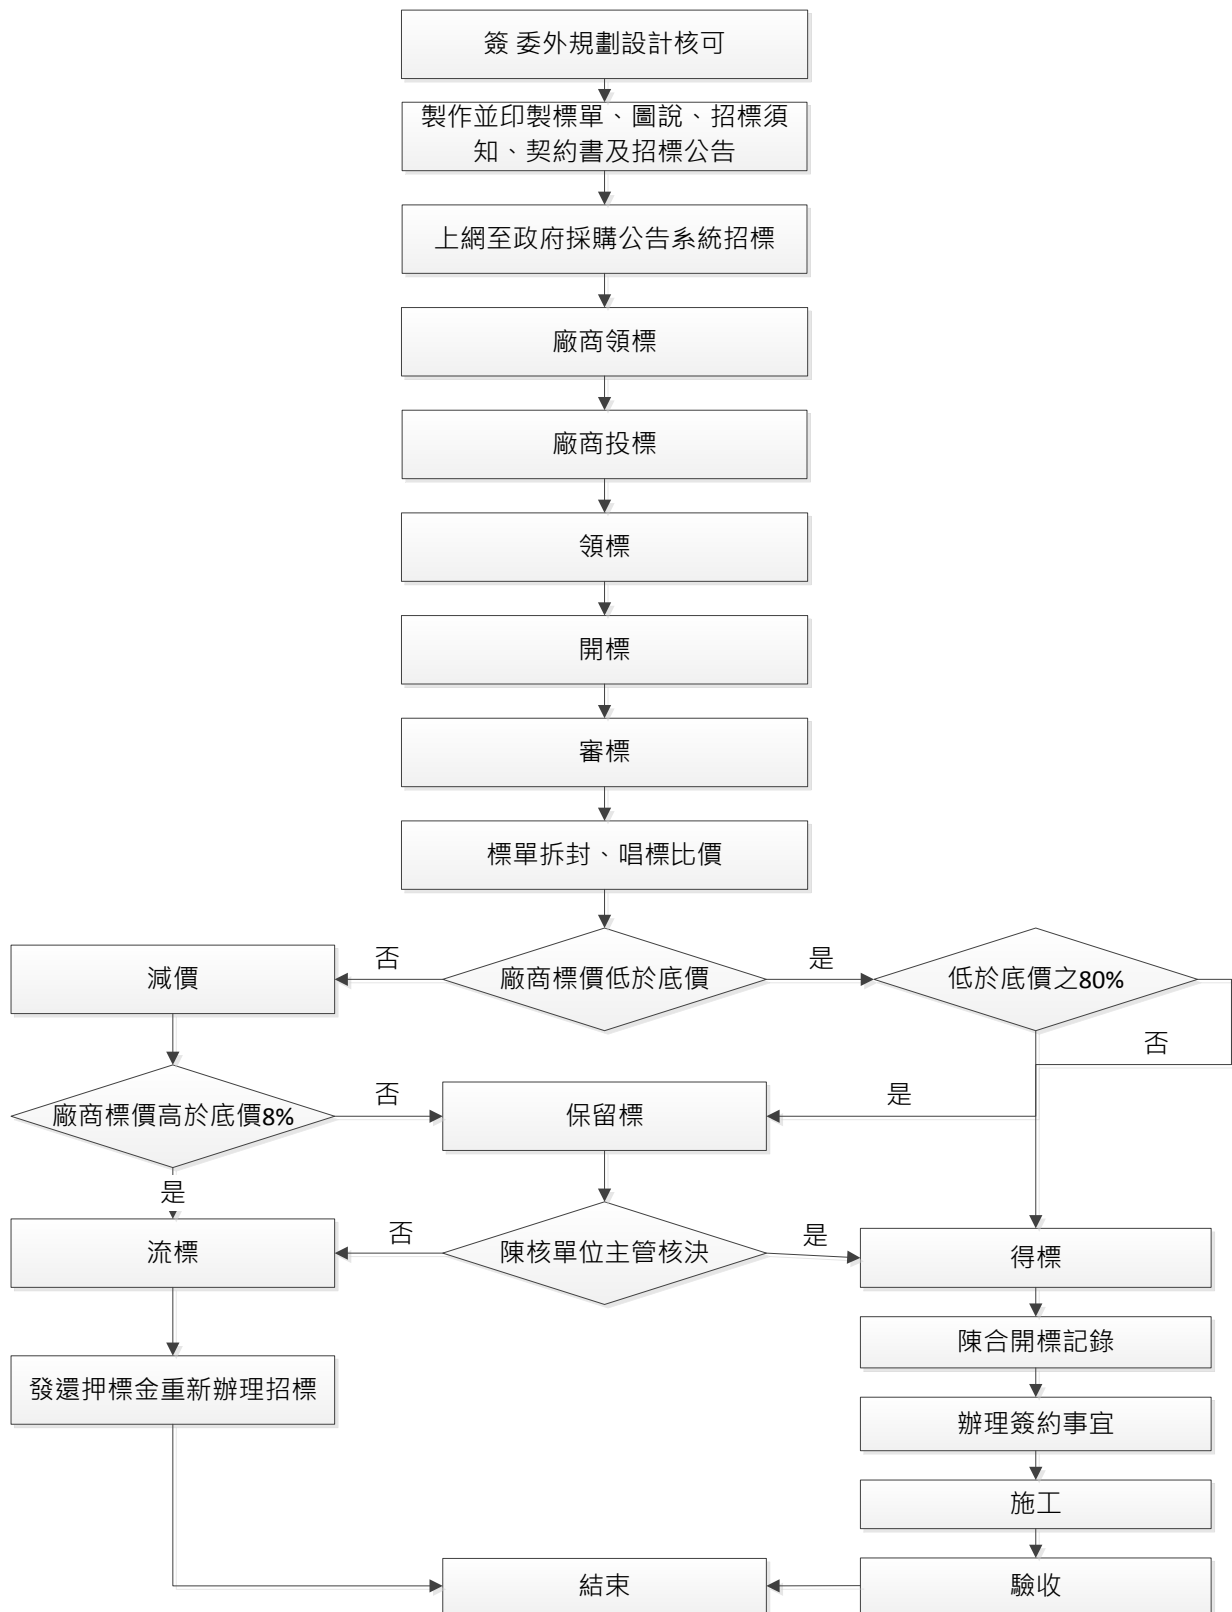 簽 委外規劃設計核可
製作並印製標單、圖說、招標須
知、契約書及招標公告
上網至政府採購公告系統招標
廠商領標
廠商投標
領標
開標
審標
標單拆封、唱標比價
減價
否
廠商標價低於底價
是
低於底價之80%
否
廠商標價高於底價8%
否
保留標
是
是
流標
否
陳核單位主管核決
是
得標
陳合開標記錄
發還押標金重新辦理招標
辦理簽約事宜
施工
結束
驗收